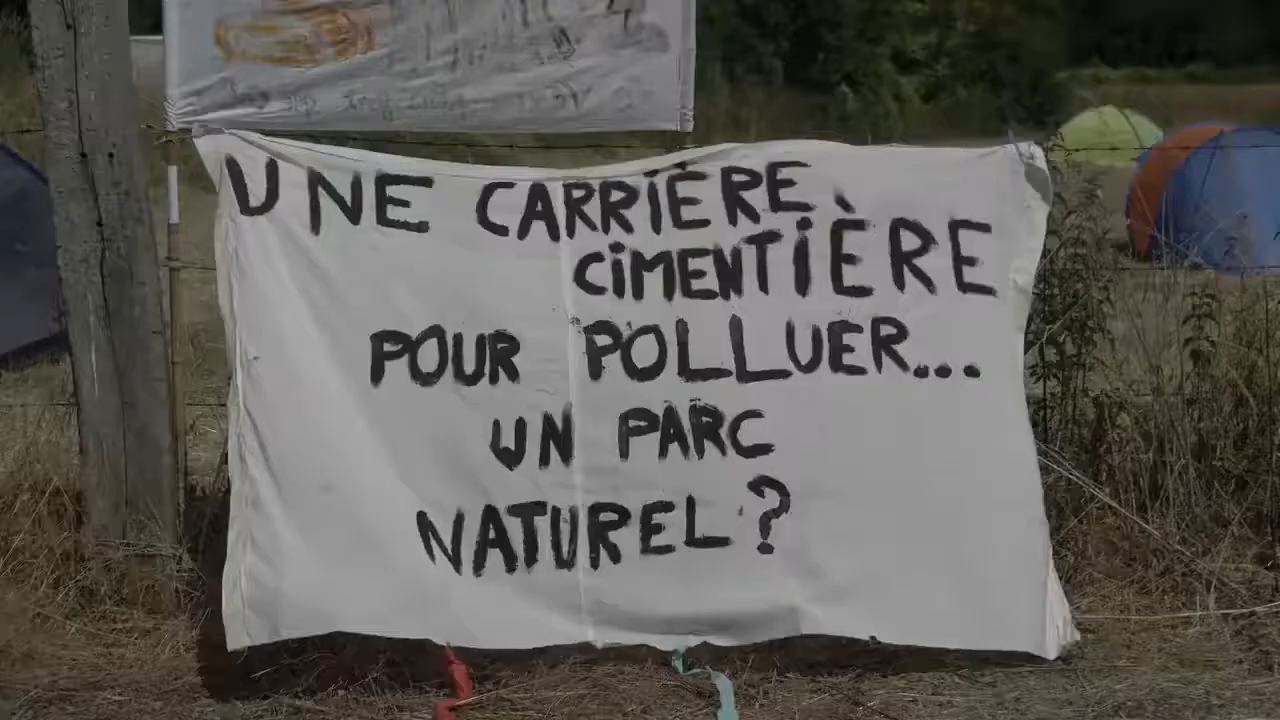 UNE CARRIÈRE
CIMENTIÈRE
POUR POLLUER...
UN PARC
NATUREL ?